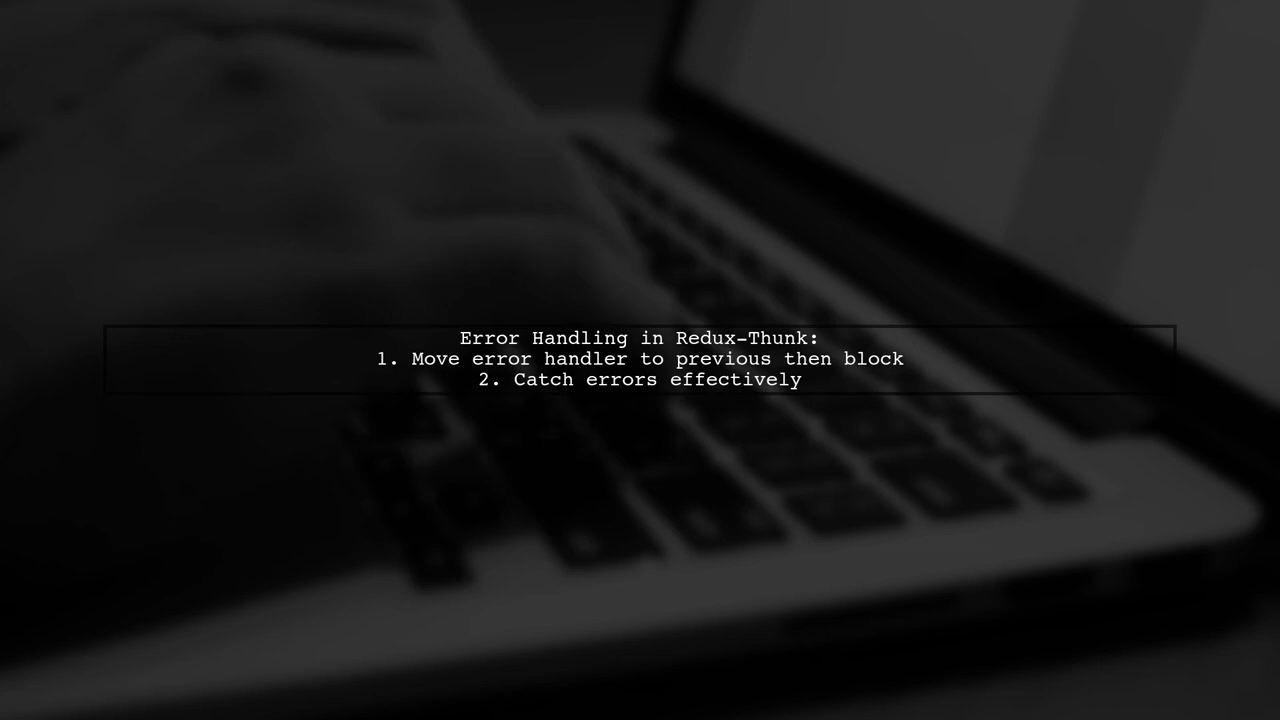 Error Handling in Redux-Thunk:
1. Move error handler to previous then block
2. Catch errors effectively